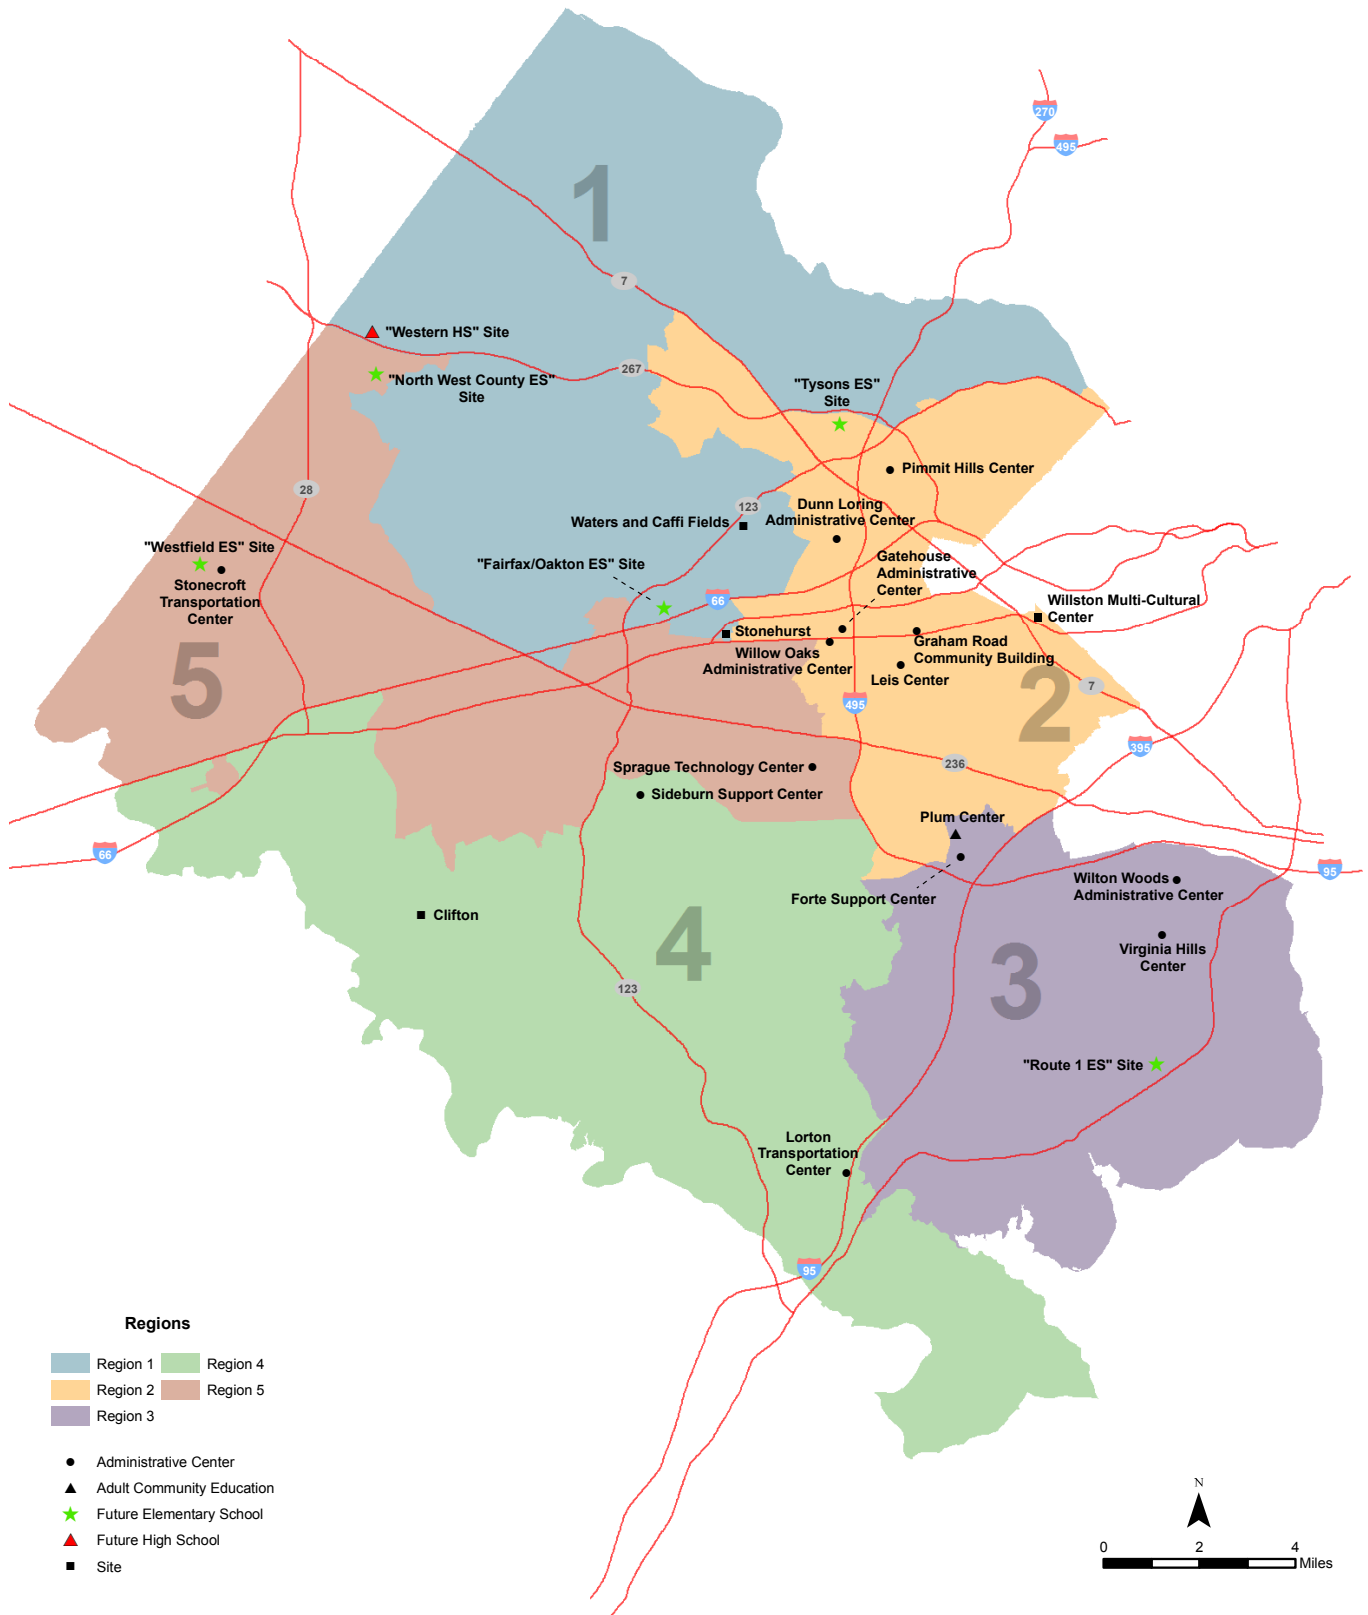 270
495
1
7
"Western HS" Site
267
"North West County ES"
Site
"Tysons ES"
Site
Pimmit Hills Center
28
123
Dunn Loring
Administrative Center
Waters and Caffi Fields
"Westfield ES" Site
Stonecroft
Transportation
Center
"Fairfax/Oakton ES" Site
Gatehouse
Administrative
Center
66
Willston Multi-Cultural
Center
Stonehurst
Willow Oaks
Administrative Center
Graham Road
Community Building
Leis Center
5
2
7
495
395
236
Sprague Technology Center
Sideburn Support Center
Plum Center
66
95
Forte Support Center
Wilton Woods
Administrative Center
Clifton
4
Virginia Hills
Center
3
123
"Route 1 ES" Site
Lorton
Transportation
Center
95
Regions
Region 1
Region 4
Region 2
Region 5
Region 3
Administrative Center
Adult Community Education
Future Elementary School
Future High School
Site
N
0 2 4
Miles